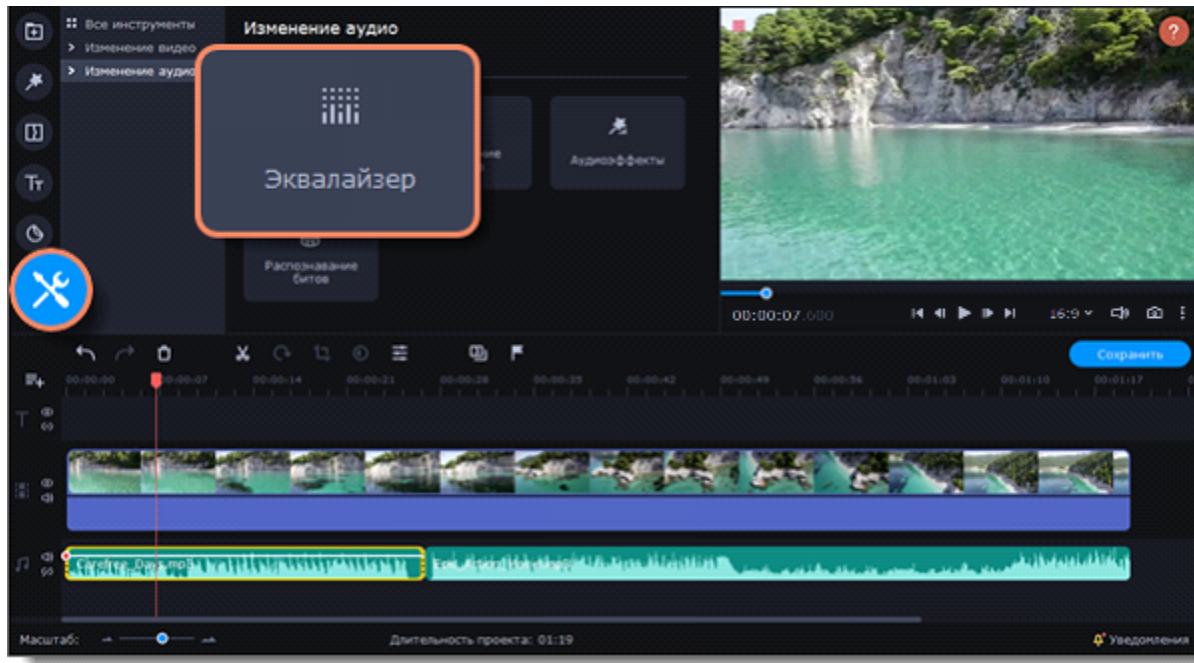 Все инструменты
Изменение видео
Изменение аудио
Изменение аудио
Эквалайзер
Аудиоэффекты
Распознавание
битов
?
00:00:07.600
16:9
Сохранить
00:00:00
00:00:07
00:00:14
00:00:21
00:00:28
00:00:35
00:00:42
00:00:49
00:00:56
00:01:03
00:01:10
00:01:17
Carefree_Days.mp3
Масштаб:
Длительность проекта: 01:19
Уведомления